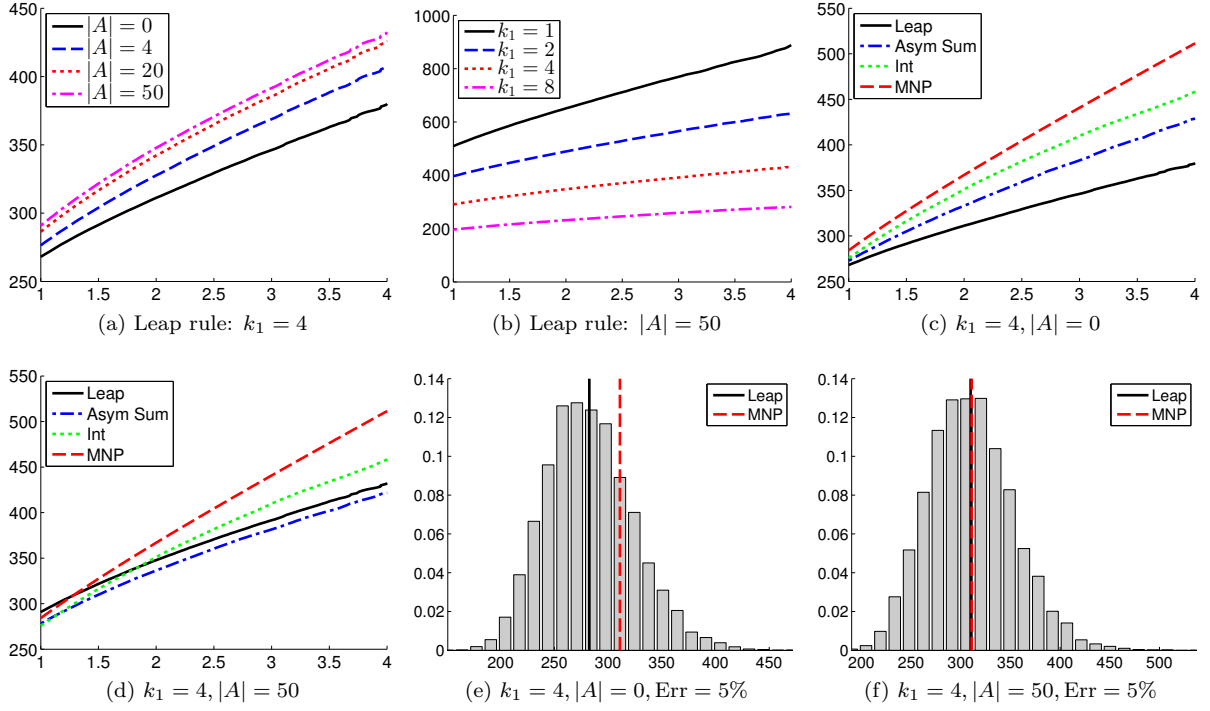 450
400
350
300
250
1 1.5 2 2.5 3 3.5 4
|A| = 0
|A| = 4
|A| = 20
|A| = 50
(a) Leap rule: k₁ = 4
1000
800
600
400
200
0
1 1.5 2 2.5 3 3.5 4
k₁ = 1
k₁ = 2
k₁ = 4
k₁ = 8
(b) Leap rule: |A| = 50
550
500
450
400
350
300
250
1 1.5 2 2.5 3 3.5 4
Leap
Asym Sum
Int
MNP
(c) k₁ = 4, |A| = 0
550
500
450
400
350
300
250
1 1.5 2 2.5 3 3.5 4
Leap
Asym Sum
Int
MNP
(d) k₁ = 4, |A| = 50
0.14
0.12
0.1
0.08
0.06
0.04
0.02
0
200 250 300 350 400 450
Leap
MNP
(e) k₁ = 4, |A| = 0, Err = 5%
0.14
0.12
0.1
0.08
0.06
0.04
0.02
0
200 250 300 350 400 450 500
Leap
MNP
(f) k₁ = 4, |A| = 50, Err = 5%